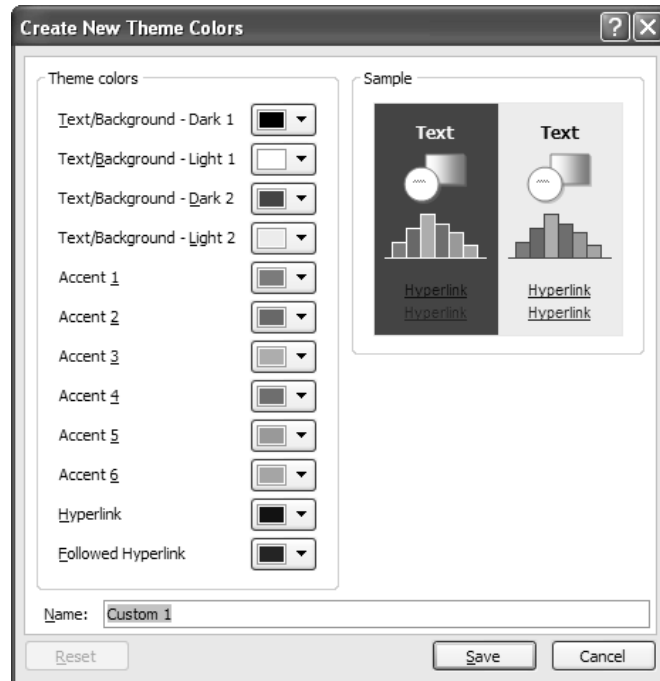 Create New Theme Colors
Theme colors
Text/Background - Dark 1
Text/Background - Light 1
Text/Background - Dark 2
Text/Background - Light 2
Accent 1
Accent 2
Accent 3
Accent 4
Accent 5
Accent 6
Hyperlink
Followed Hyperlink
Sample
Text
Text
Hyperlink
Hyperlink
Hyperlink
Hyperlink
Name: Custom 1
Reset
Save
Cancel